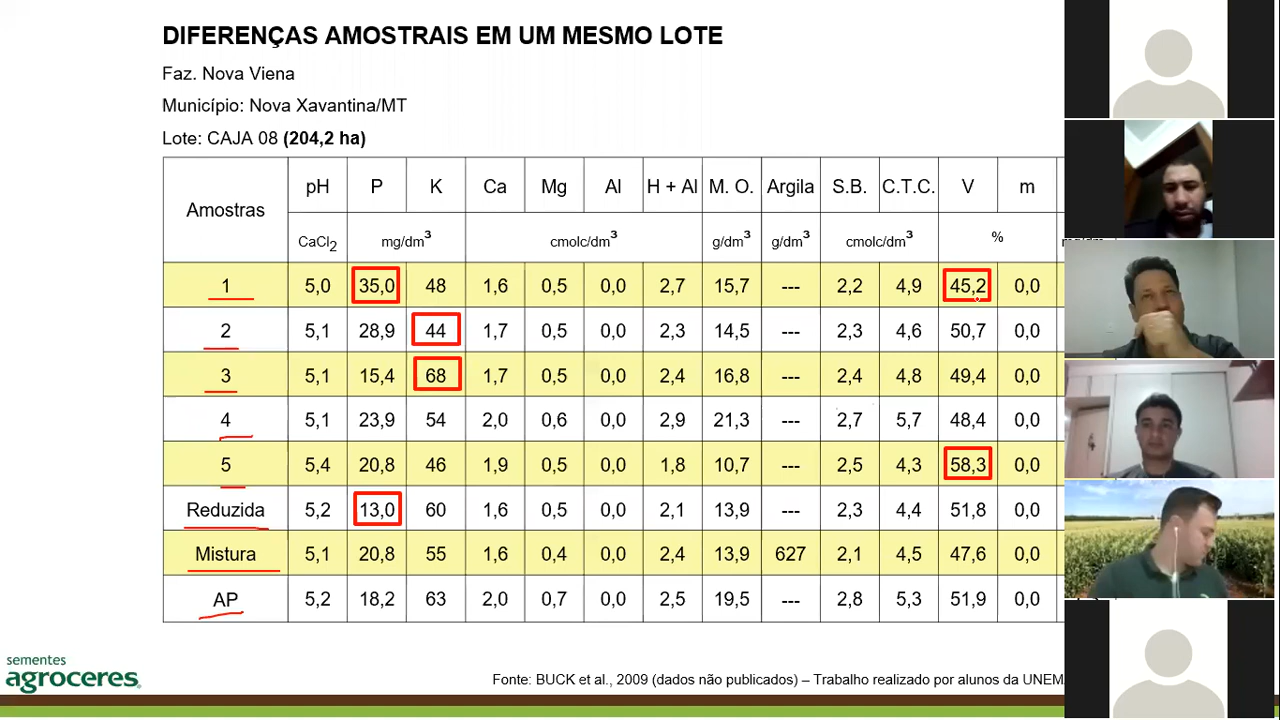 DIFERENÇAS AMOSTRAIS EM UM MESMO LOTE
Faz. Nova Viena
Município: Nova Xavantina/MT
Lote: CAJA 08 (204,2 ha)
Amostras pH P K Ca Mg Al H + Al M. O. Argila S.B. C.T.C. V m
CaCl2 mg/dm3 cmolc/dm3 g/dm3 g/dm3 cmolc/dm3 %
1 5,0 35,0 48 1,6 0,5 0,0 2,7 15,7 --- 2,2 4,9 45,2 0,0
2 5,1 28,9 44 1,7 0,5 0,0 2,3 14,5 --- 2,3 4,6 50,7 0,0
3 5,1 15,4 68 1,7 0,5 0,0 2,4 16,8 --- 2,4 4,8 49,4 0,0
4 5,1 23,9 54 2,0 0,6 0,0 2,9 21,3 --- 2,7 5,7 48,4 0,0
5 5,4 20,8 46 1,9 0,5 0,0 1,8 10,7 --- 2,5 4,3 58,3 0,0
Reduzida 5,2 13,0 60 1,6 0,5 0,0 2,1 13,9 --- 2,3 4,4 51,8 0,0
Mistura 5,1 20,8 55 1,6 0,4 0,0 2,4 13,9 627 2,1 4,5 47,6 0,0
AP 5,2 18,2 63 2,0 0,7 0,0 2,5 19,5 --- 2,8 5,3 51,9 0,0
sementes
agroceres
Fonte: BUCK et al., 2009 (dados não publicados) – Trabalho realizado por alunos da UNEM